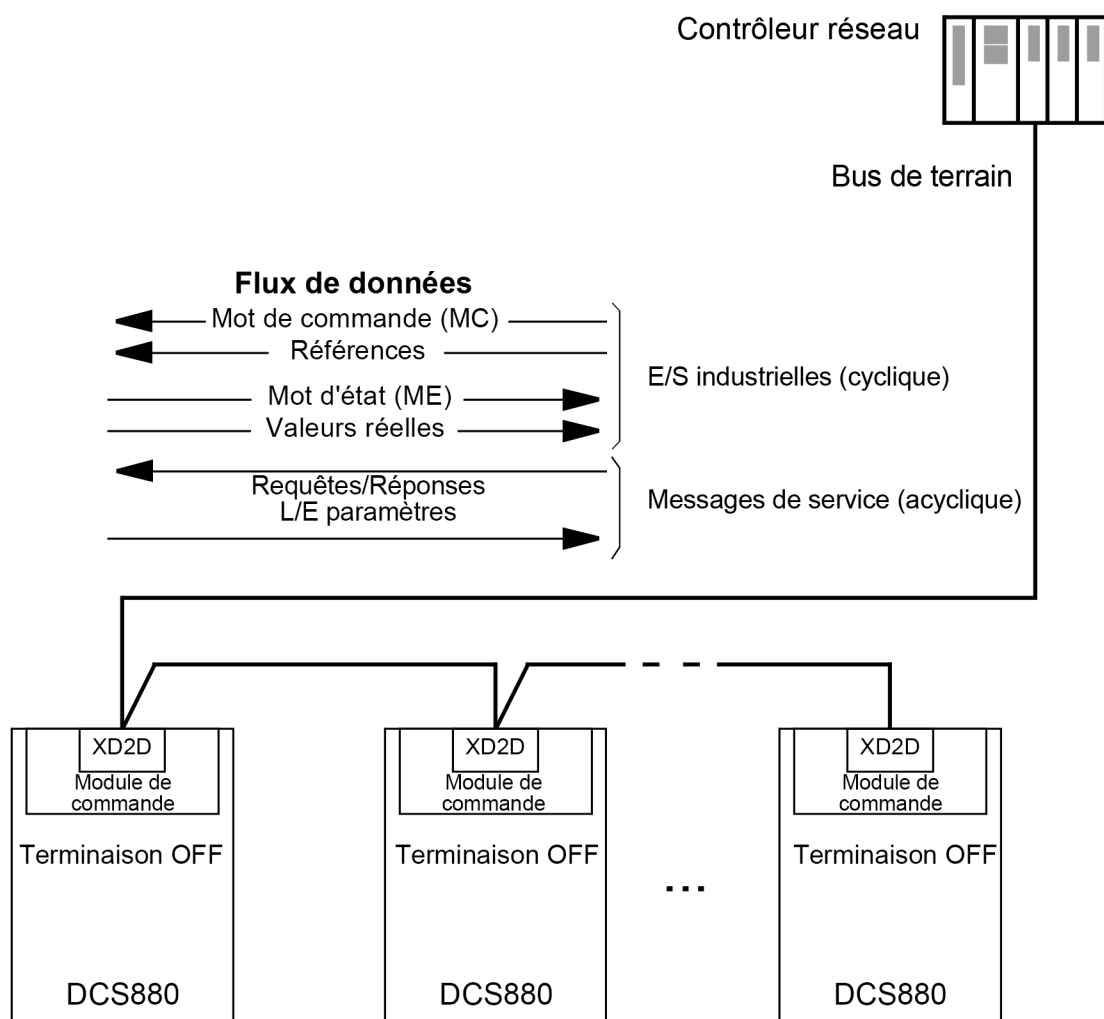 Contrôleur réseau
Bus de terrain
Flux de données
Mot de commande (MC)
Références
Mot d'état (ME)
Valeurs réelles
E/S industrielles (cyclique)
Requêtes/Réponses
L/E paramètres
Messages de service (acyclique)
XD2D
Module de
commande
Terminaison OFF
DCS880
XD2D
Module de
commande
Terminaison OFF
DCS880
...
XD2D
Module de
commande
Terminaison OFF
DCS880